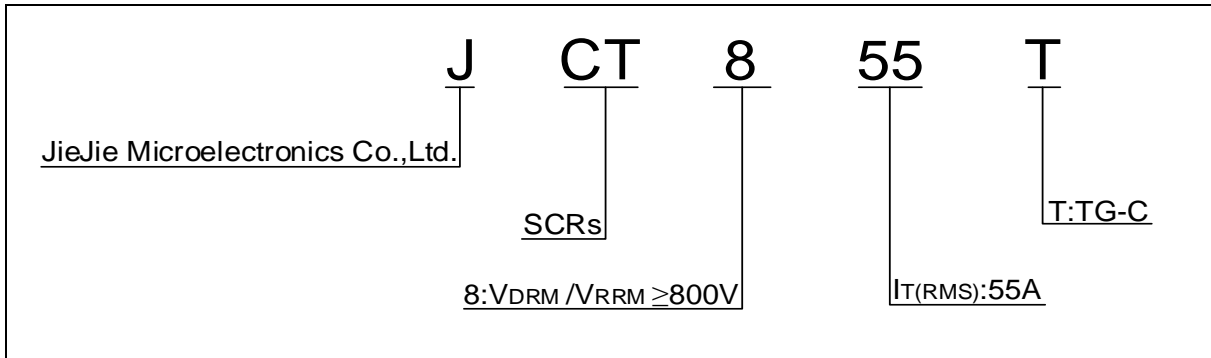 J CT 8 55 T
JieJie Microelectronics Co.,Ltd.
SCRs
T:TG-C
8:VDRM /VRRM ≥800V
IT(RMS):55A